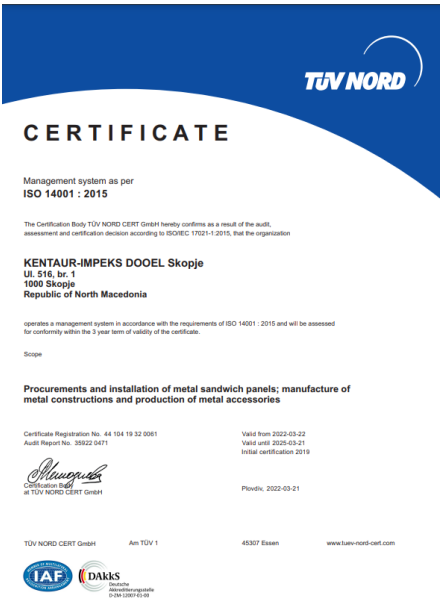 TÜV NORD
CERTIFICATE
Management system as per
ISO 14001 : 2015
The Certification Body TÜV NORD CERT GmbH hereby confirms as a result of the audit,
assessment and certification decision according to ISO/IEC 17021-1:2015, that the organization
KENTAUR-IMPEKS DOOEL Skopje
Ul. 516, br. 1
1000 Skopje
Republic of North Macedonia
operates a management system in accordance with the requirements of ISO 14001 : 2015 and will be assessed
for conformity within the 3 year term of validity of the certificate.
Scope
Procurements and installation of metal sandwich panels; manufacture of
metal constructions and production of metal accessories
Certificate Registration No. 44 104 19 32 0061
Audit Report No. 35922 0471
Valid from 2022-03-22
Valid until 2025-03-21
Initial certification 2019
Certification Body
at TÜV NORD CERT GmbH
Plovdiv, 2022-03-21
TÜV NORD CERT GmbH Am TÜV 1 45307 Essen www.tuev-nord-cert.com
IAF
DAkkS
Deutsche
Akkreditierungsstelle
D-ZM-12007-01-00